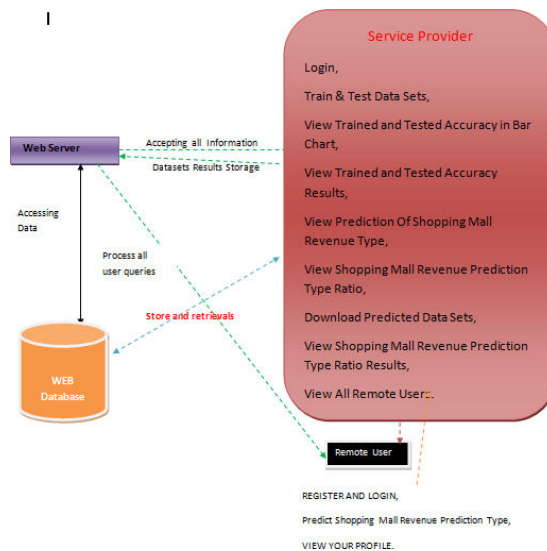 I
Service Provider
Login,
Train & Test Data Sets,
View Trained and Tested Accuracy in Bar
Chart,
View Trained and Tested Accuracy
Results,
View Prediction Of Shopping Mall
Revenue Type,
View Shopping Mall Revenue Prediction
Type Ratio,
Download Predicted Data Sets,
View Shopping Mall Revenue Prediction
Type Ratio Results,
View All Remote Users.
Web Server
Accepting all Information
Datasets Results Storage
Accessing
Data
Process all
user queries
Store and retrievals
WEB
Database
Remote User
REGISTER AND LOGIN,
Predict Shopping Mall Revenue Prediction Type,
VIEW YOUR PROFILE.